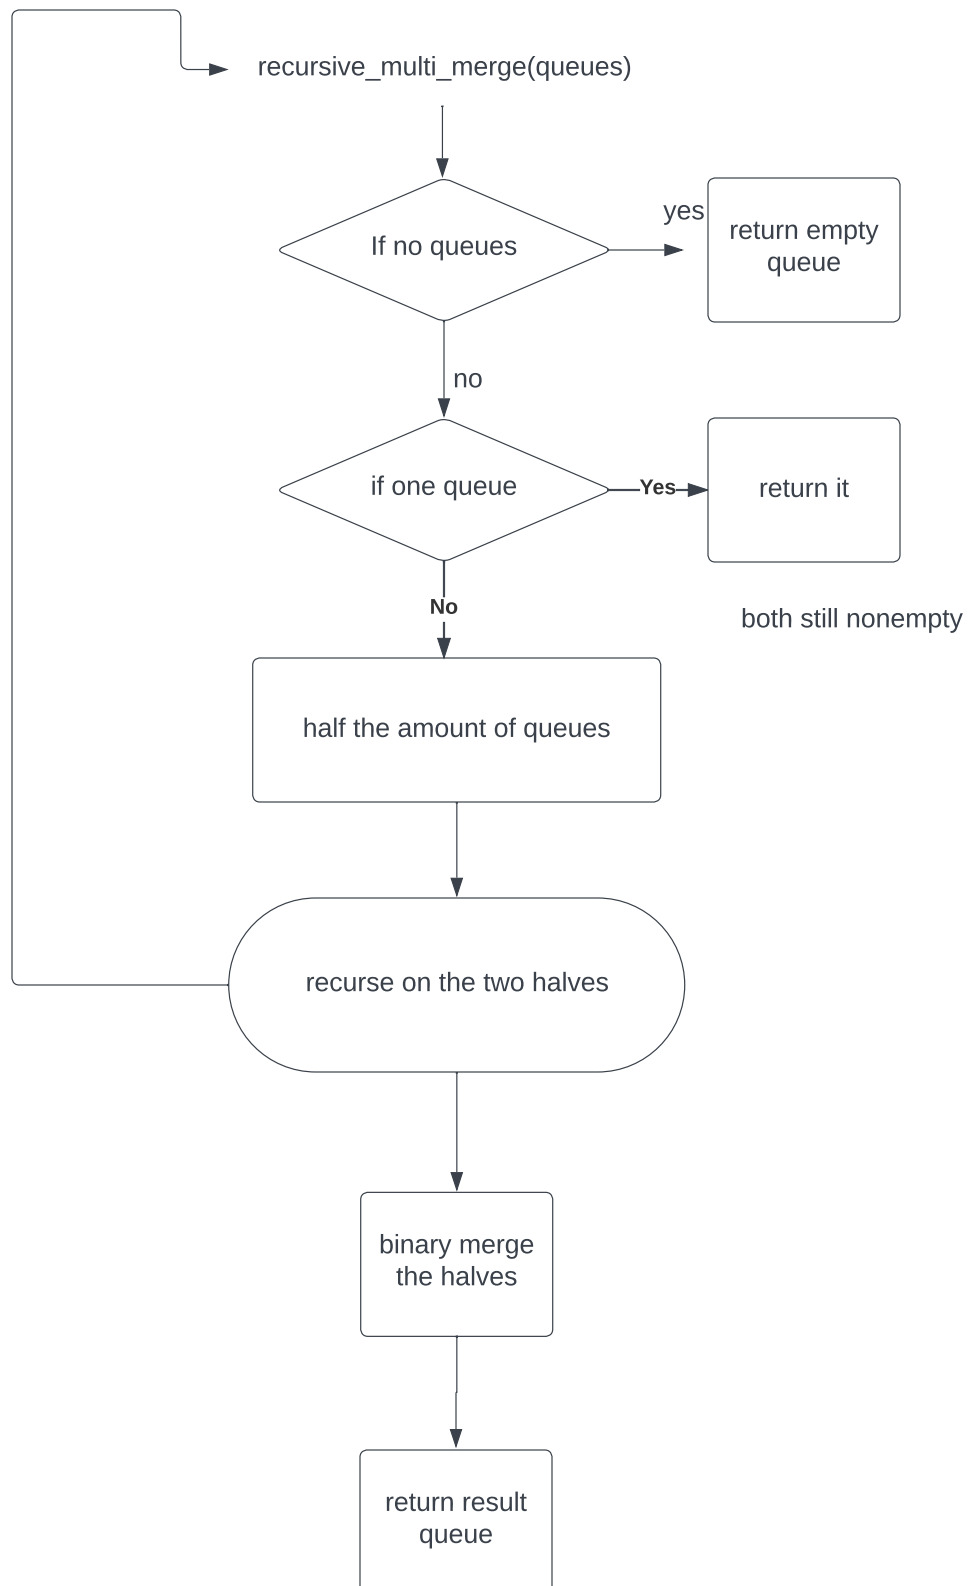 recursive_multi_merge(queues)
If no queues
yes
return empty
queue
no
if one queue
Yes
return it
No
both still nonempty
half the amount of queues
recurse on the two halves
binary merge
the halves
return result
queue